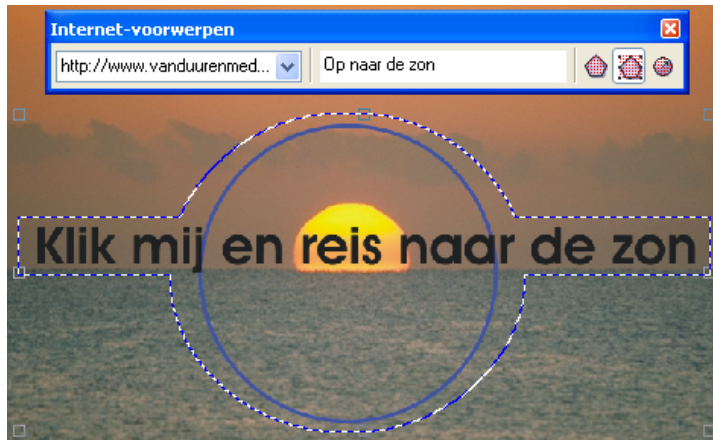 Internet-voorwerpen
http://www.vanduurenmed...
Op naar de zon
Klik mij en reis naar de zon